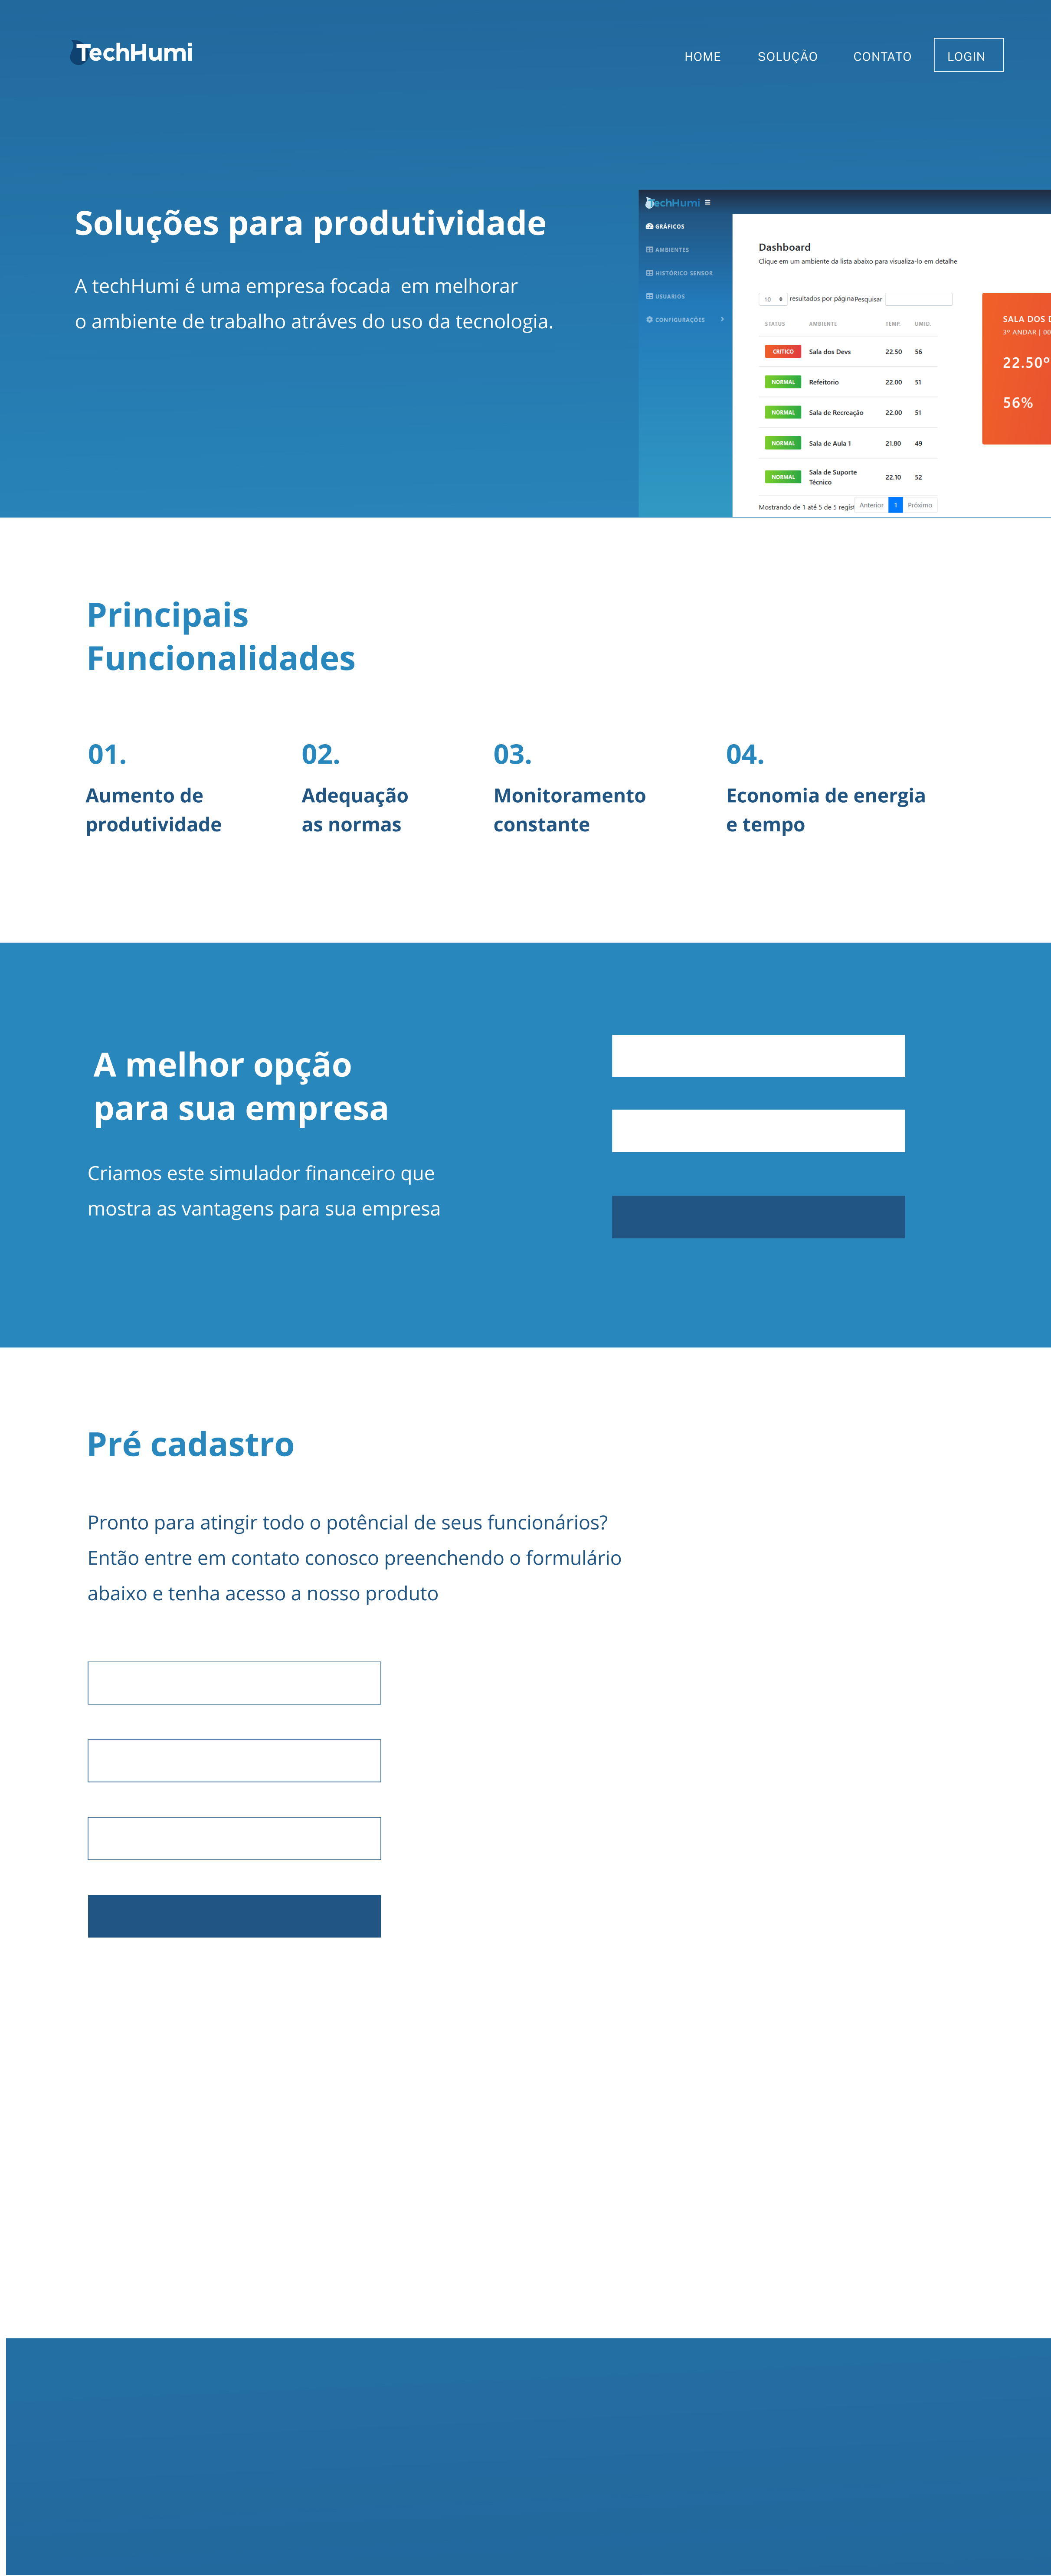 TechHumi
HOME SOLUÇÃO CONTATO LOGIN
Soluções para produtividade
A techHumi é uma empresa focada em melhorar
o ambiente de trabalho atráves do uso da tecnologia.
TechHumi
GRÁFICOS
AMBIENTES
HISTÓRICO SENSOR
USUARIOS
CONFIGURAÇÕES
Dashboard
Clique em um ambiente da lista abaixo para visualiza-lo em detalhe
10 resultados por página Pesquisar
STATUS AMBIENTE TEMP. UMID.
CRITICO Sala dos Devs 22.50 56
NORMAL Refeitorio 22.00 51
NORMAL Sala de Recreação 22.00 51
NORMAL Sala de Aula 1 21.80 49
NORMAL Sala de Suporte
Técnico 22.10 52
Mostrando de 1 até 5 de 5 regist Anterior 1 Próximo
SALA DOS
3º ANDAR | 00
22.50º
56%
Principais
Funcionalidades
01.
Aumento de
produtividade
02.
Adequação
as normas
03.
Monitoramento
constante
04.
Economia de energia
e tempo
A melhor opção
para sua empresa
Criamos este simulador financeiro que
mostra as vantagens para sua empresa
Pré cadastro
Pronto para atingir todo o potêncial de seus funcionários?
Então entre em contato conosco preenchendo o formulário
abaixo e tenha acesso a nosso produto